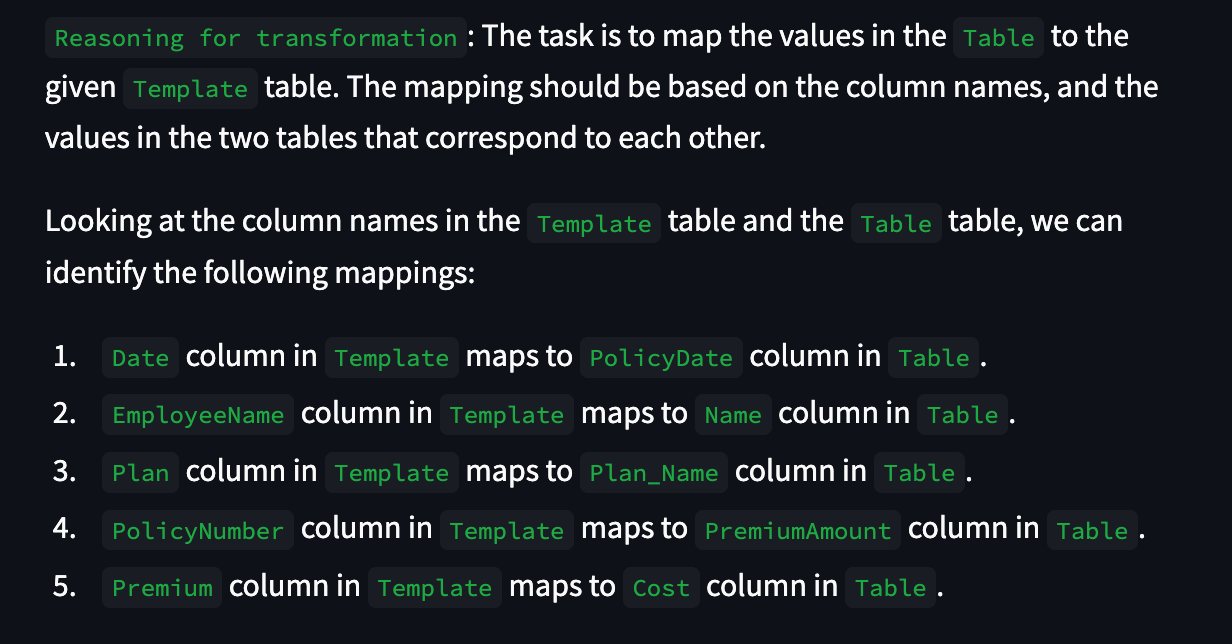 Reasoning for transformation: The task is to map the values in the Table to the
given Template table. The mapping should be based on the column names, and the
values in the two tables that correspond to each other.
Looking at the column names in the Template table and the Table table, we can
identify the following mappings:
1. Date column in Template maps to PolicyDate column in Table.
2. EmployeeName column in Template maps to Name column in Table.
3. Plan column in Template maps to Plan_Name column in Table.
4. PolicyNumber column in Template maps to PremiumAmount column in Table.
5. Premium column in Template maps to Cost column in Table.